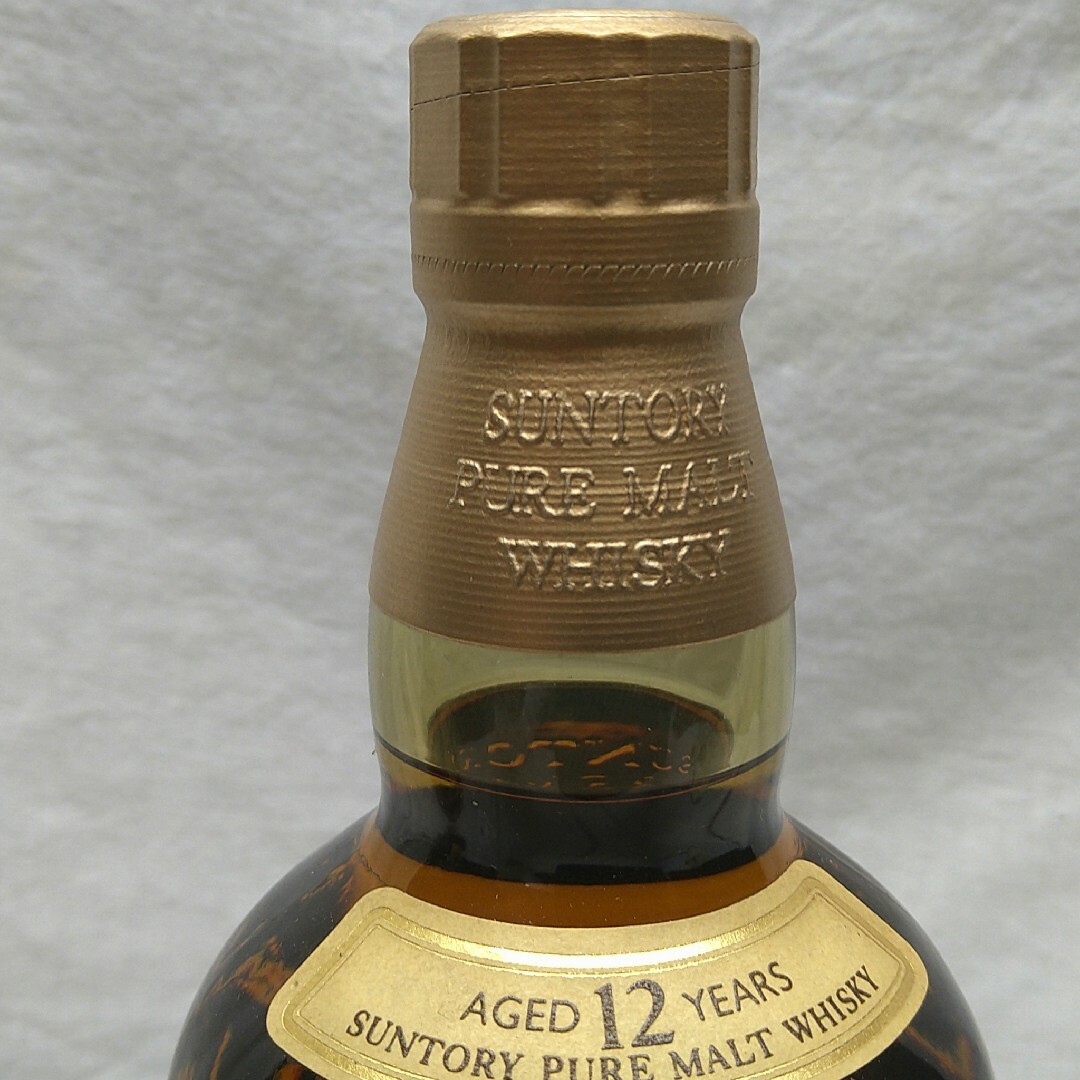 SUNTORY
PURE MALT
WHISKY
AGED 12 YEARS
SUNTORY PURE MALT WHISKY